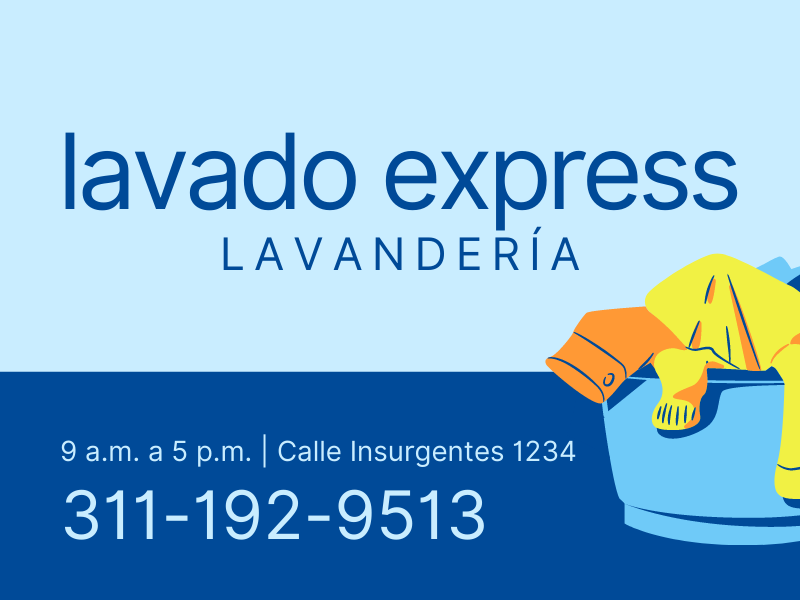 lavado express
LAVANDERÍA
9 a.m. a 5 p.m. | Calle Insurgentes 1234
311-192-9513